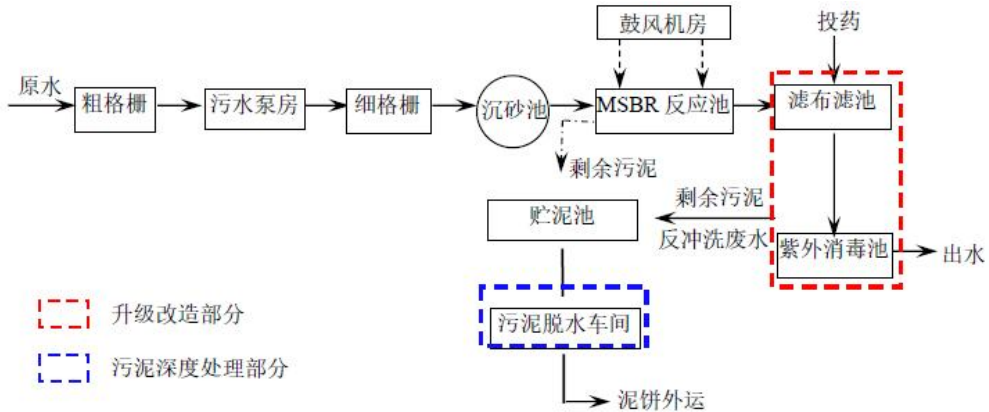 鼓风机房
投药
原水
粗格栅
污水泵房
细格栅
沉砂池
MSBR 反应池
滤布滤池
剩余污泥
剩余污泥
反冲洗废水
贮泥池
紫外消毒池
出水
升级改造部分
污泥脱水车间
污泥深度处理部分
泥饼外运